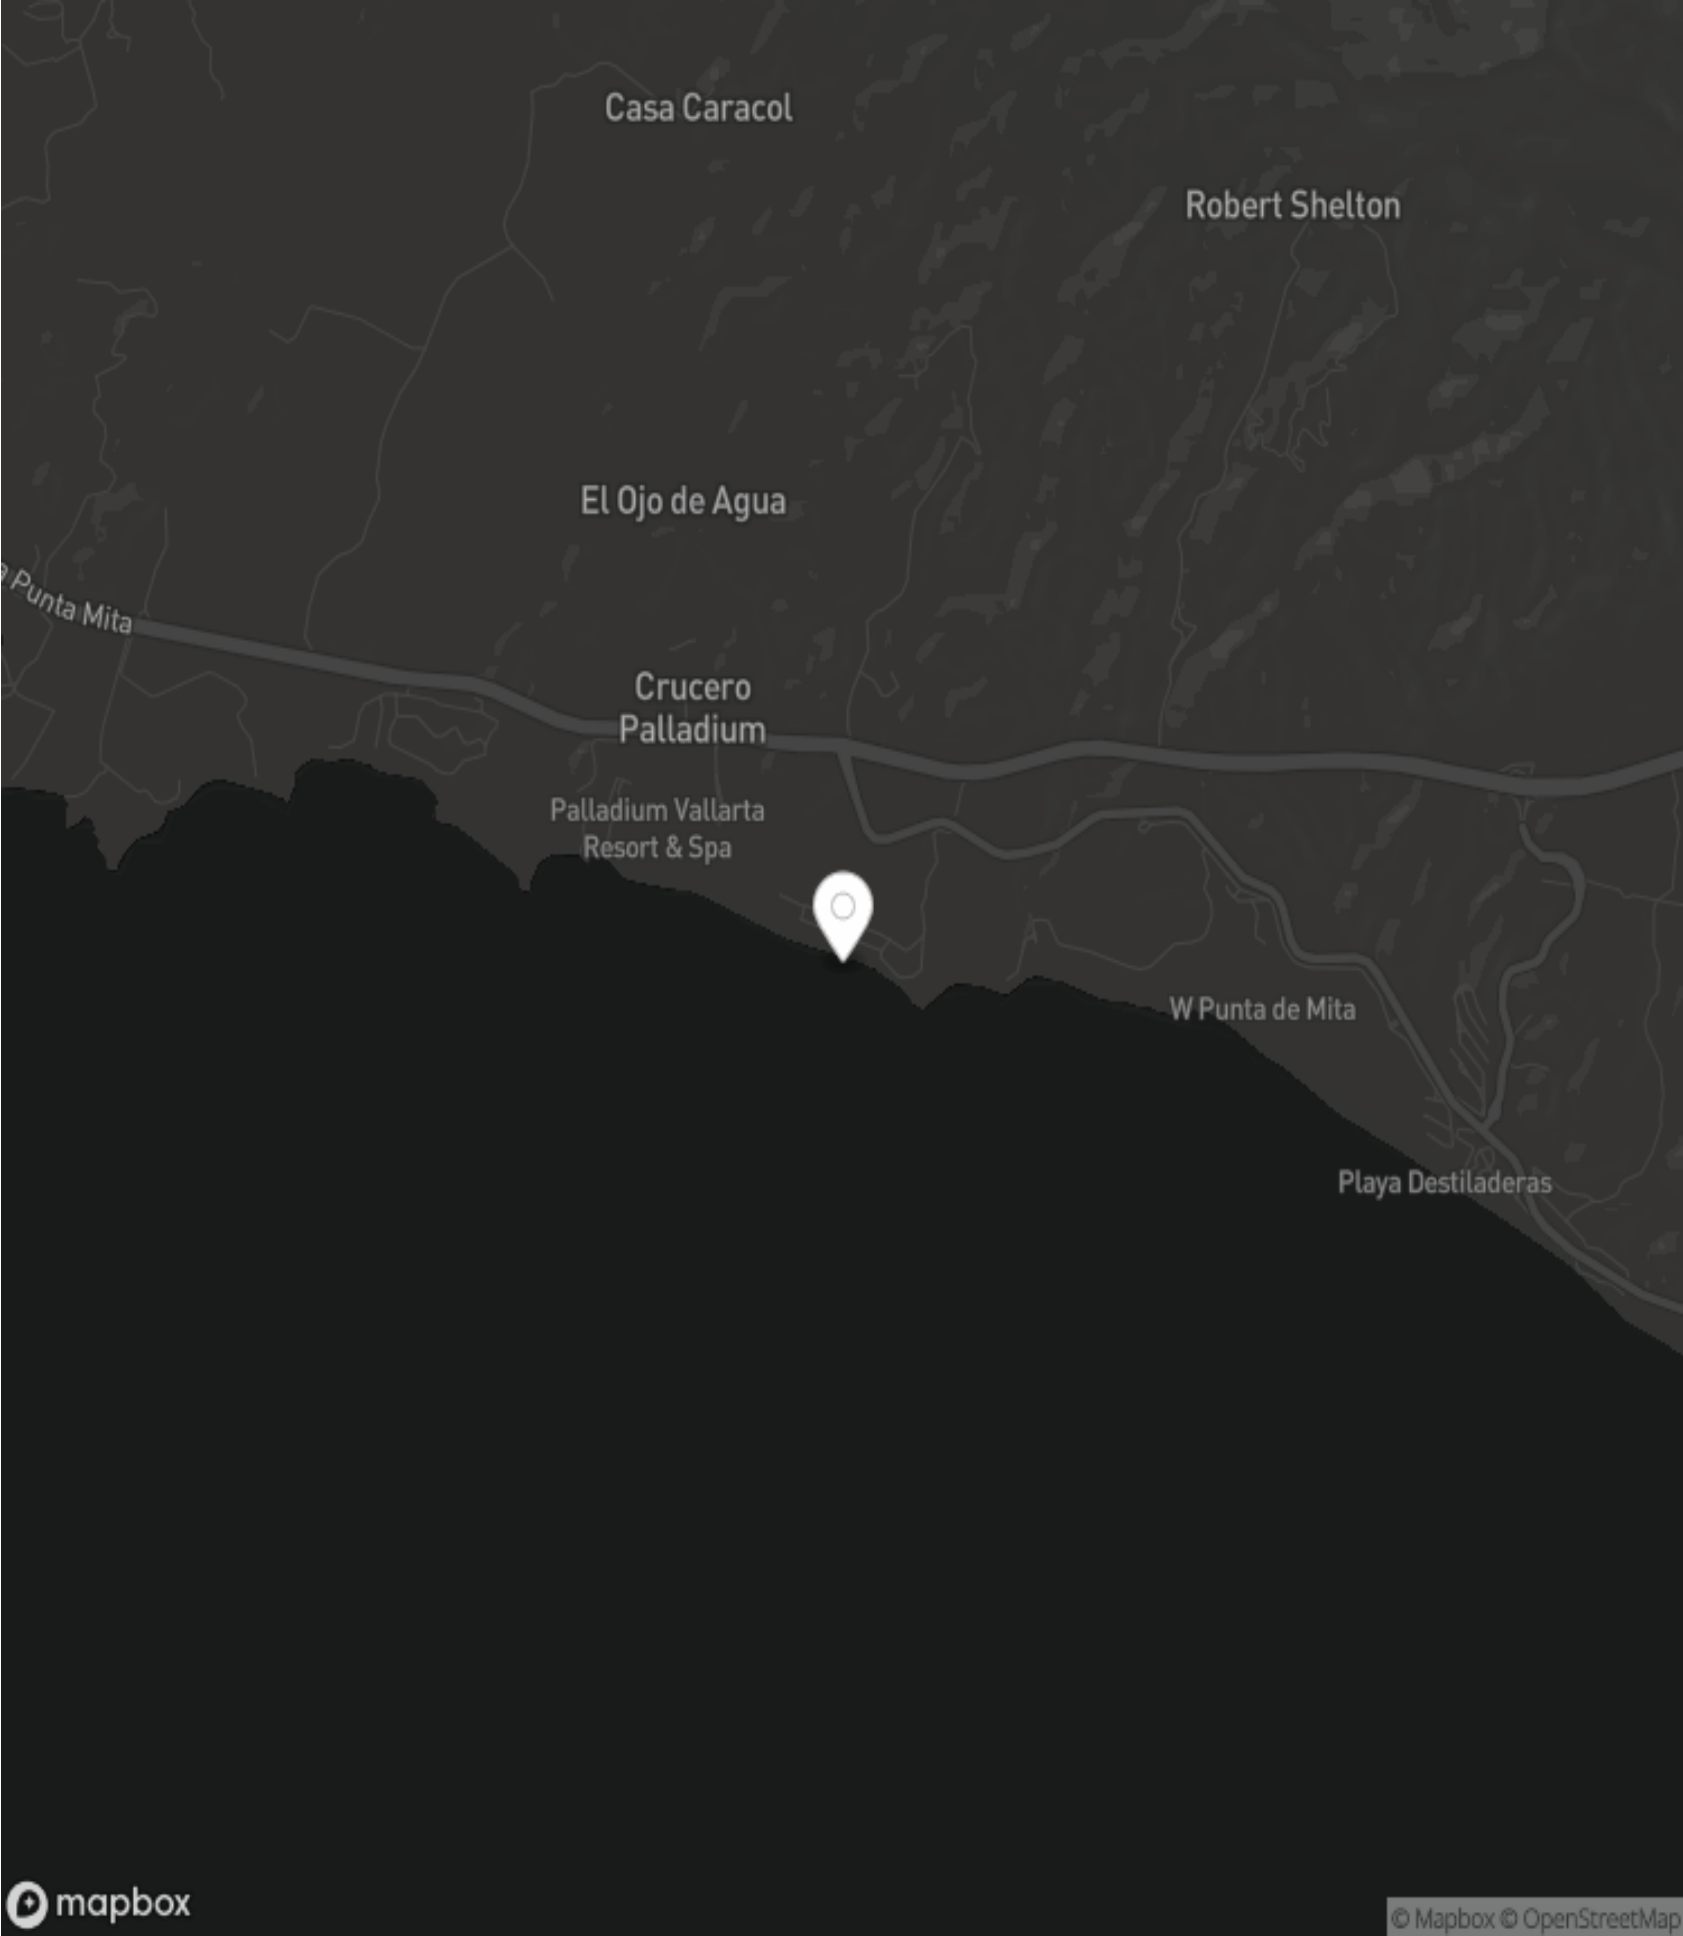 Casa Caracol
Robert Shelton
El Ojo de Agua
a Punta Mita
Crucero
Palladium
Palladium Vallarta
Resort & Spa
W Punta de Mita
Playa Destiladeras
mapbox
© Mapbox © OpenStreetMap